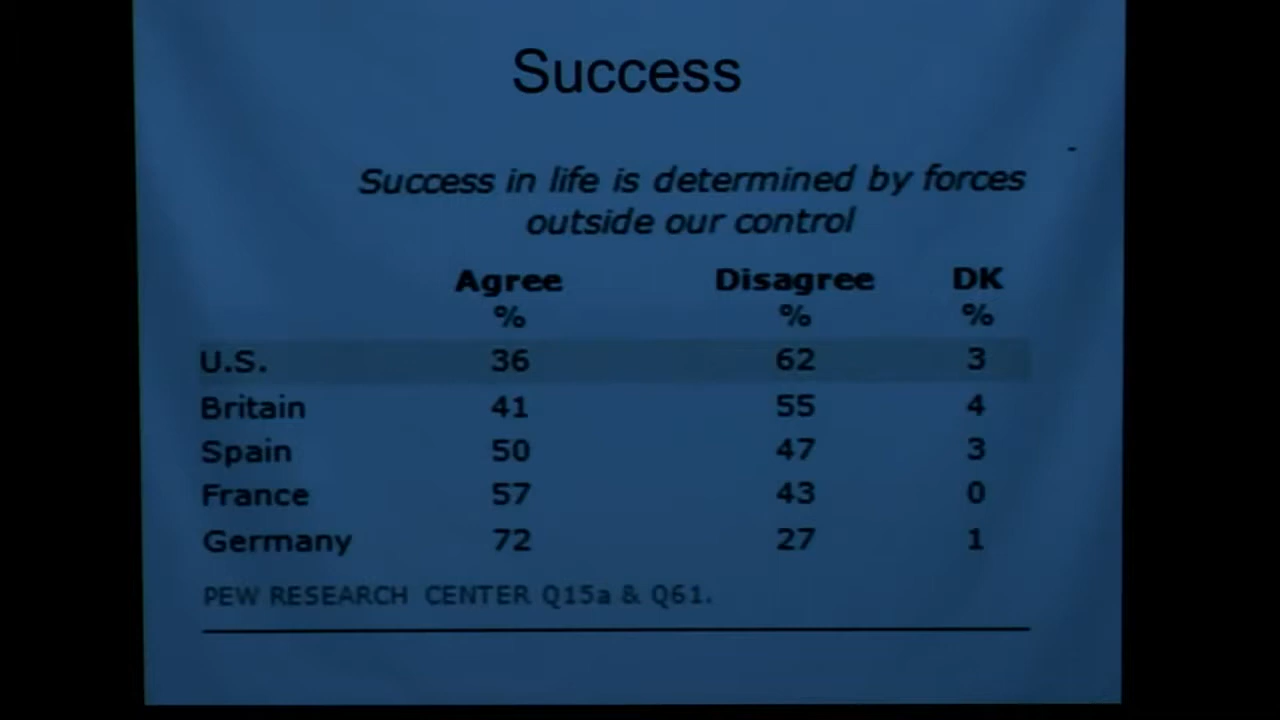 Success
Success in life is determined by forces
outside our control
Agree Disagree DK
% % %
U.S. 36 62 3
Britain 41 55 4
Spain 50 47 3
France 57 43 0
Germany 72 27 1
PEW RESEARCH CENTER Q15a & Q61.